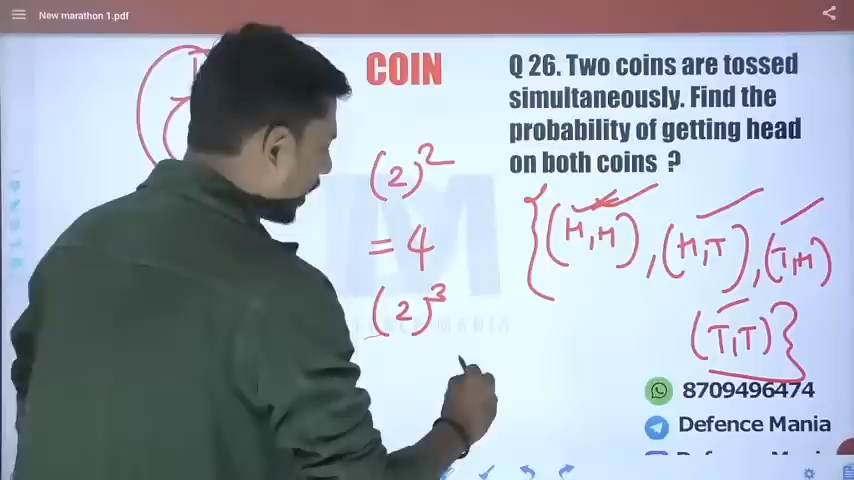 New marathon 1.pdf
COIN
Q 26. Two coins are tossed
simultaneously. Find the
probability of getting head
on both coins ?
(2)²
= 4
(2)³
{(H,H), (H,T), (T,H)
(T,T)}
8709496474
Defence Mania